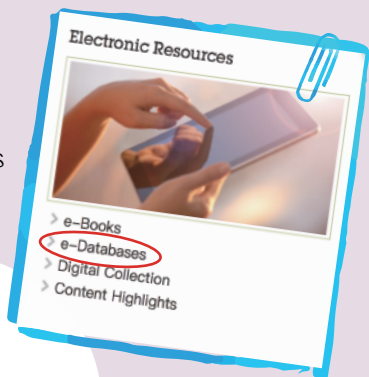 Electronic Resources
> e-Books
> e-Databases
> Digital Collection
> Content Highlights